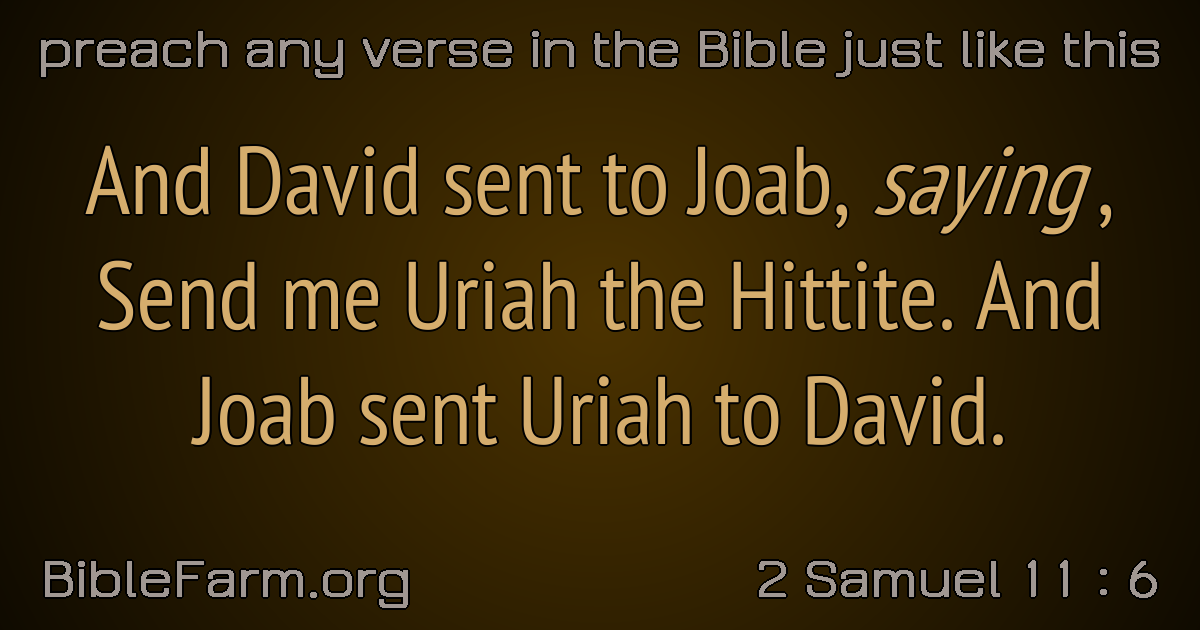 preach any verse in the Bible just like this
And David sent to Joab, saying,
Send me Uriah the Hittite. And
Joab sent Uriah to David.
BibleFarm.org
2 Samuel 11 : 6